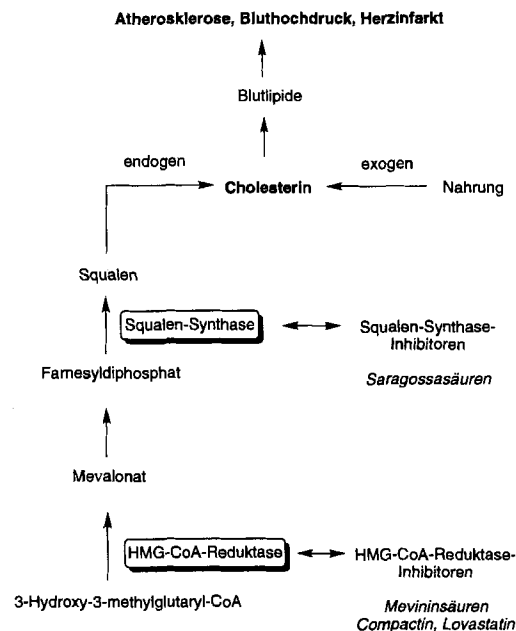 Atherosklerose, Bluthochdruck, Herzinfarkt
Blutlipide
endogen
exogen
Cholesterin
Nahrung
Squalen
Squalen-Synthase
Squalen-Synthase-
Inhibitoren
Farnesyldiphosphat
Saragossasäuren
Mevalonat
HMG-CoA-Reduktase
HMG-CoA-Reduktase-
Inhibitoren
3-Hydroxy-3-methylglutaryl-CoA
Mevininsäuren
Compactin, Lovastatin